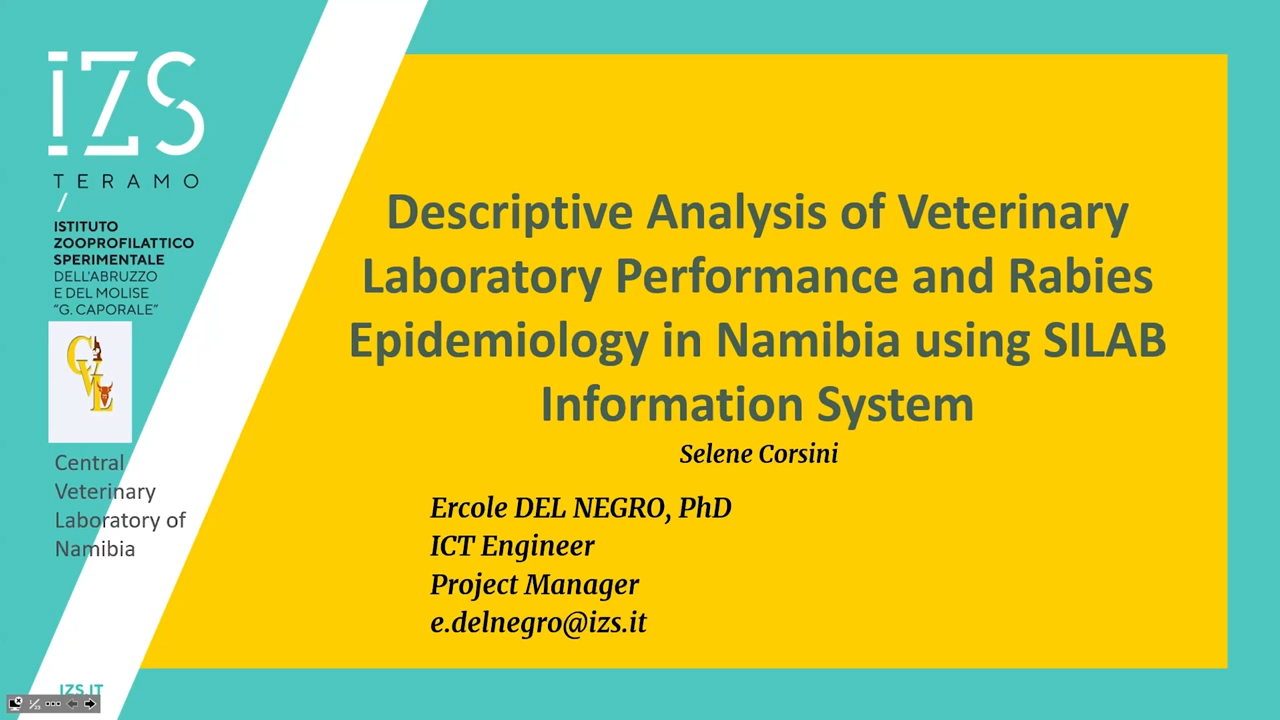 IZS
TERAMO
/
ISTITUTO
ZOOPROFILATTICO
SPERIMENTALE
DELL'ABRUZZO
E DEL MOLISE
"G. CAPORALE"
CVL
Central
Veterinary
Laboratory of
Namibia
IZS.IT
Descriptive Analysis of Veterinary
Laboratory Performance and Rabies
Epidemiology in Namibia using SILAB
Information System
Selene Corsini
Ercole DEL NEGRO, PhD
ICT Engineer
Project Manager
e.delnegro@izs.it